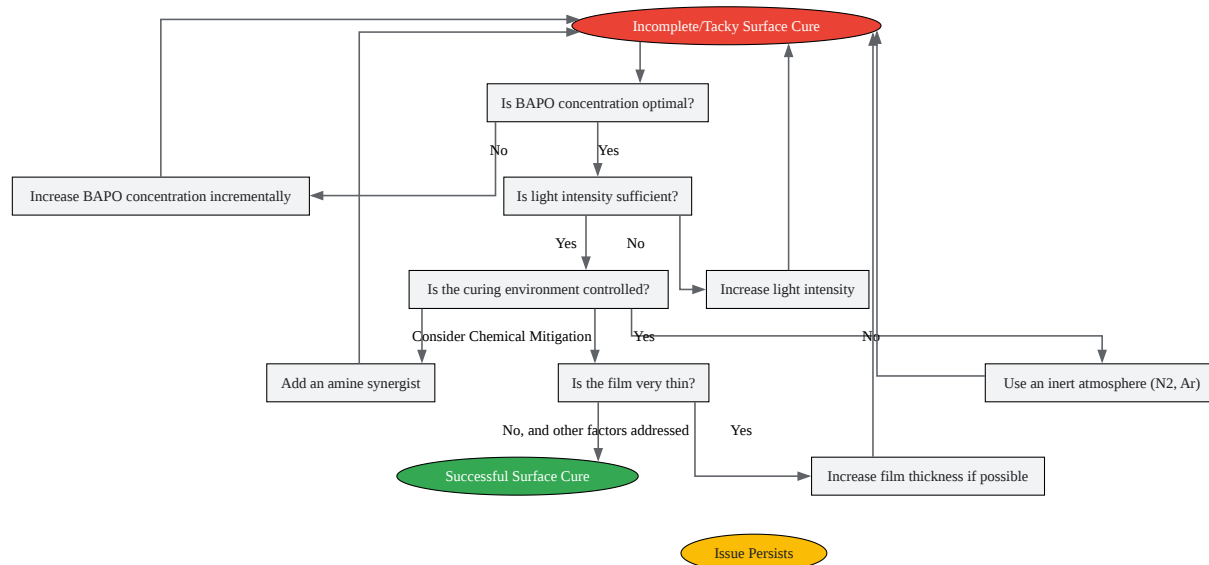 Incomplete/Tacky Surface Cure
Is BAPO concentration optimal?
No
Yes
Increase BAPO concentration incrementally
Is light intensity sufficient?
Yes
No
Is the curing environment controlled?
Increase light intensity
Consider Chemical Mitigation
Yes
No
Add an amine synergist
Is the film very thin?
Use an inert atmosphere (N2, Ar)
No, and other factors addressed
Yes
Successful Surface Cure
Increase film thickness if possible
Issue Persists